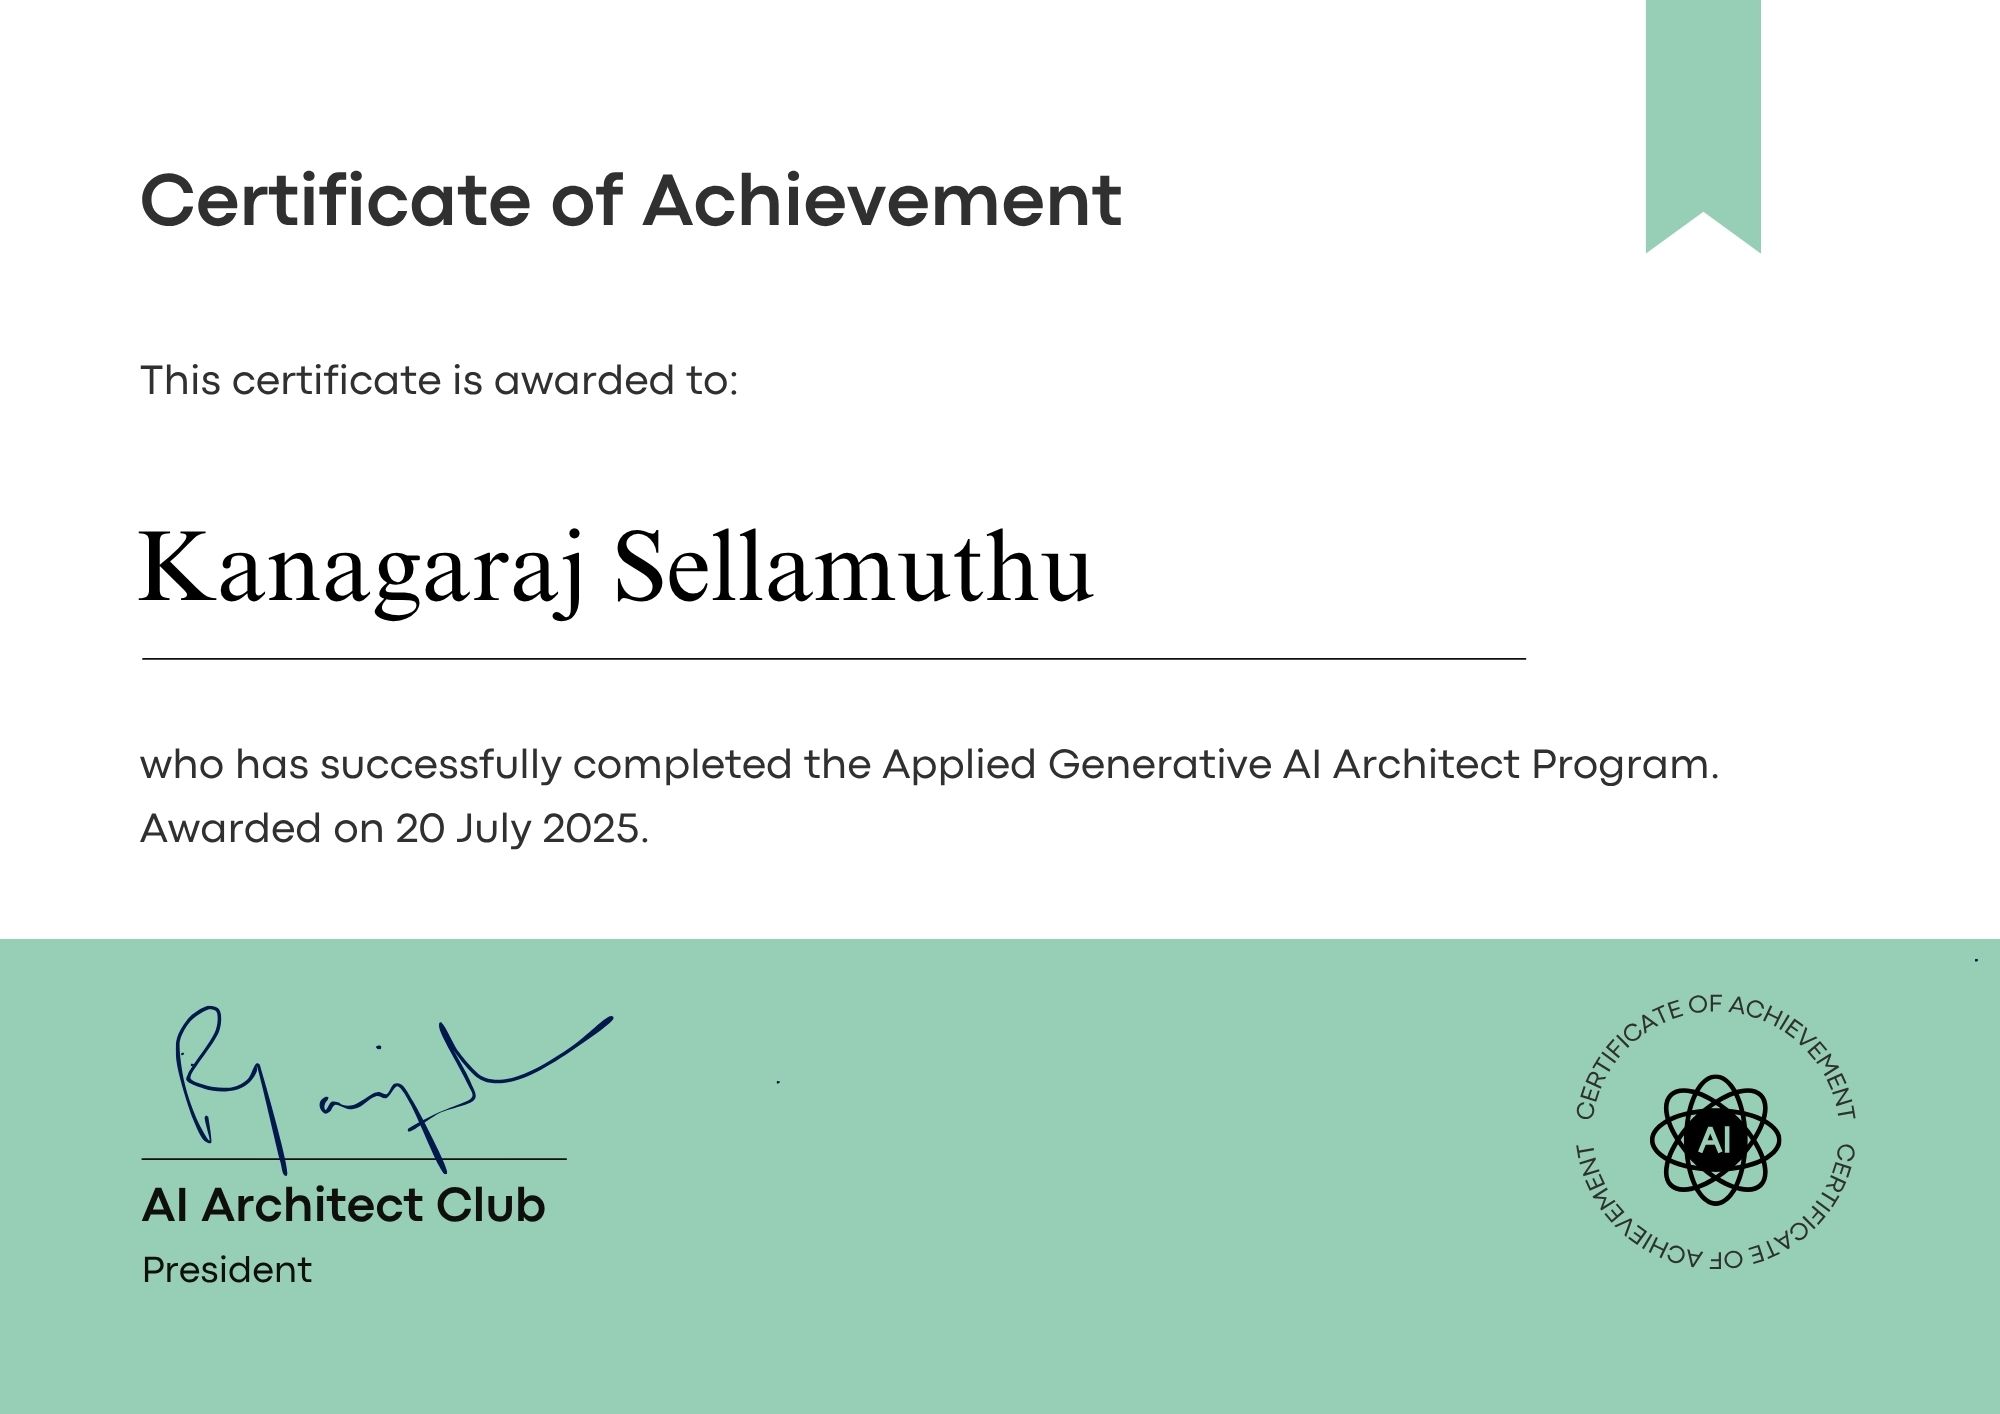 Certificate of Achievement
This certificate is awarded to:
Kanagaraj Sellamuthu
who has successfully completed the Applied Generative AI Architect Program.
Awarded on 20 July 2025.
AI Architect Club
President
CERTIFICATE OF ACHIEVEMENT
CERTIFICATE OF ACHIEVEMENT
AI